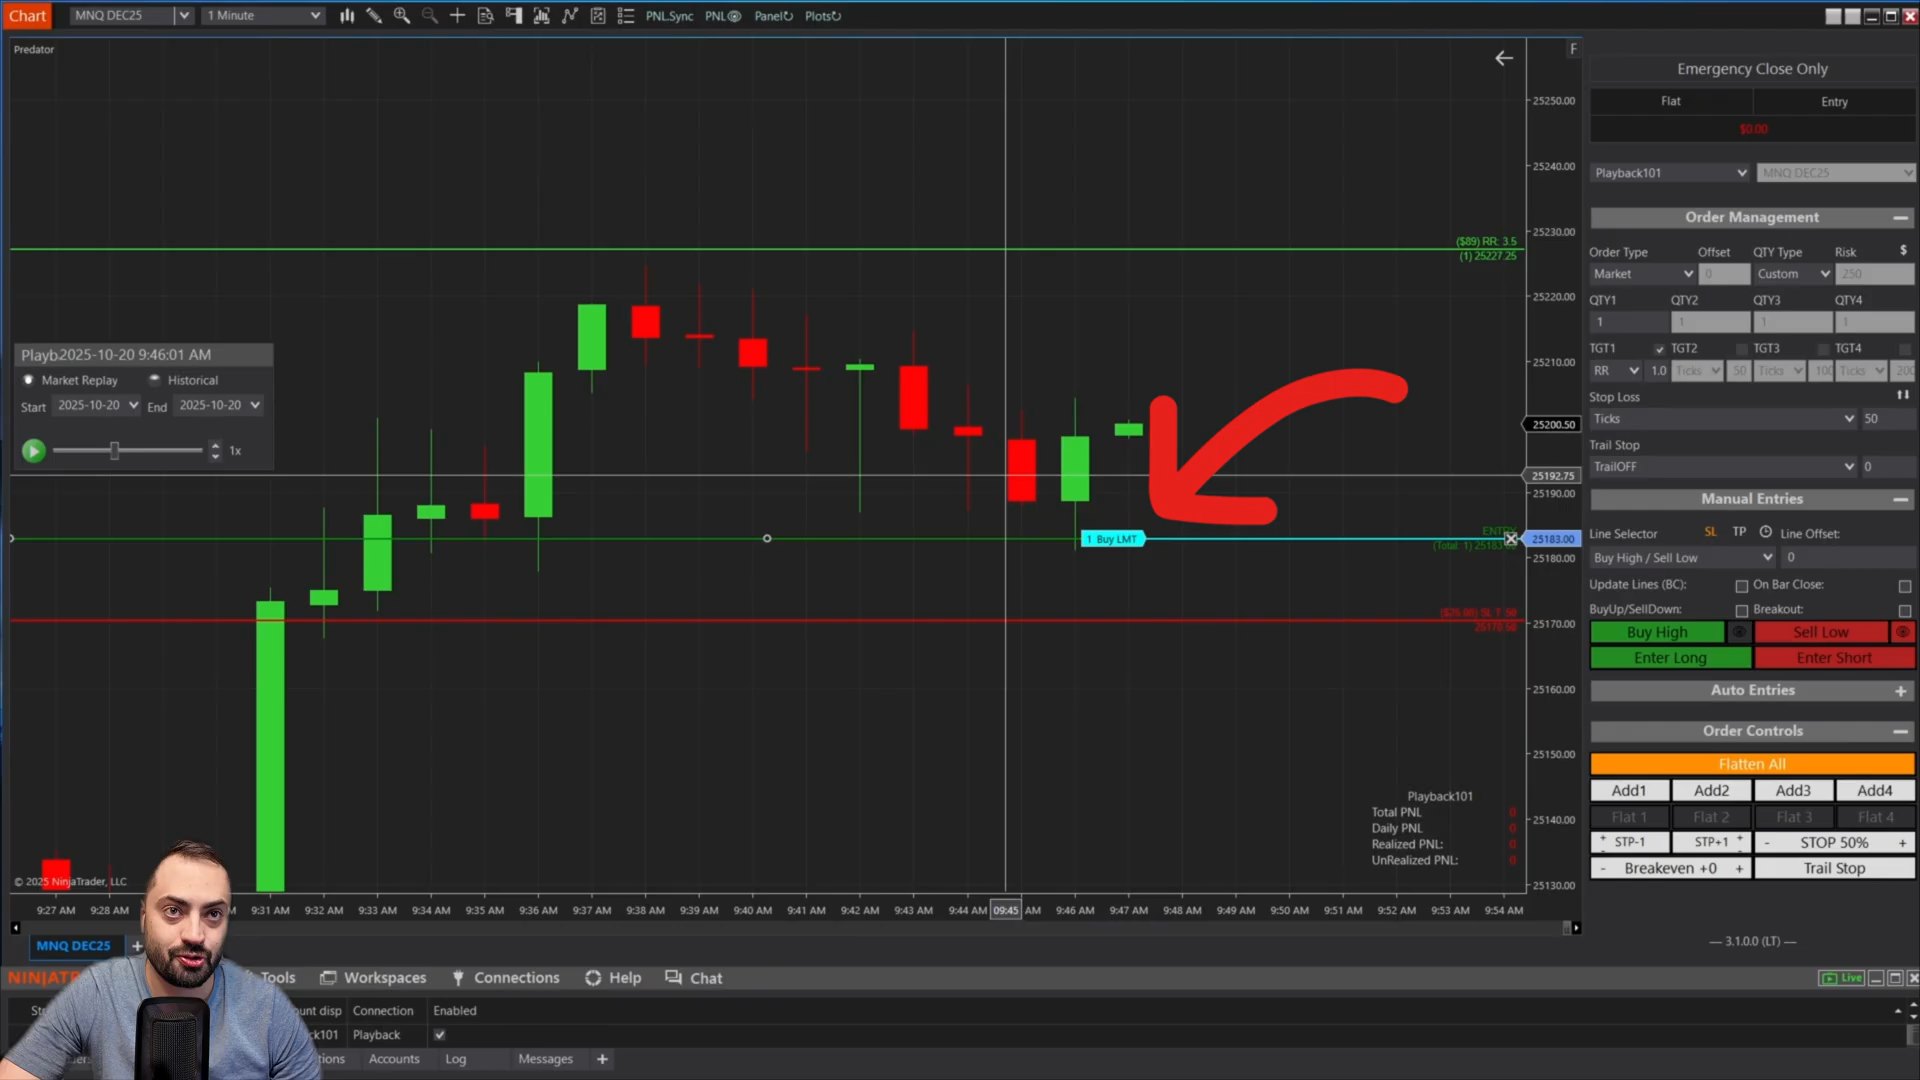 Chart
MNQ DEC25
1 Minute
PNL.Sync
PNL
Panel
Plots
Predator
F
Emergency Close Only
Flat
Entry
$0.00
Playback101
MNQ DEC25
Order Management
Order Type
Offset
QTY Type
Risk
$
Market
0
Custom
250
QTY1
QTY2
QTY3
QTY4
1
1
1
1
TGT1
TGT2
TGT3
TGT4
RR
1.0
Ticks
50
Ticks
100
Ticks
200
Stop Loss
Ticks
50
Trail Stop
TrailOFF
0
Manual Entries
Line Selector
SL
TP
Line Offset:
Buy High / Sell Low
0
Update Lines (BC):
On Bar Close:
BuyUp/SellDown:
Breakout:
Buy High
Sell Low
Enter Long
Enter Short
Auto Entries
+
Order Controls
Flatten All
Add1
Add2
Add3
Add4
Flat 1
Flat 2
Flat 3
Flat 4
STP-1
STP+1
- STOP 50% +
- Breakeven +0 +
Trail Stop
— 3.1.0.0 (LT) —
25250.00
25240.00
25230.00
25220.00
25210.00
25200.50
25192.75
25190.00
25183.00
25180.00
25170.00
25160.00
25150.00
25140.00
25130.00
($89) RR: 3.5
(1) 25227.25
Playb2025-10-20 9:46:01 AM
Market Replay
Historical
Start
2025-10-20
End
2025-10-20
1x
1 Buy LMT
ENTRY
25170.50
Playback101
Total PNL 0
Daily PNL 0
Realized PNL: 0
UnRealized PNL: 0
© 2025 NinjaTrader, LLC
9:27 AM
9:28 AM
9:31 AM
9:32 AM
9:33 AM
9:34 AM
9:35 AM
9:36 AM
9:37 AM
9:38 AM
9:39 AM
9:40 AM
9:41 AM
9:42 AM
9:43 AM
9:44 AM
09:45
AM
9:46 AM
9:47 AM
9:48 AM
9:49 AM
9:50 AM
9:51 AM
9:52 AM
9:53 AM
9:54 AM
MNQ DEC25
+
Tools
Workspaces
Connections
Help
Chat
Live
Connection
Enabled
Playback
Accounts
Log
Messages
+